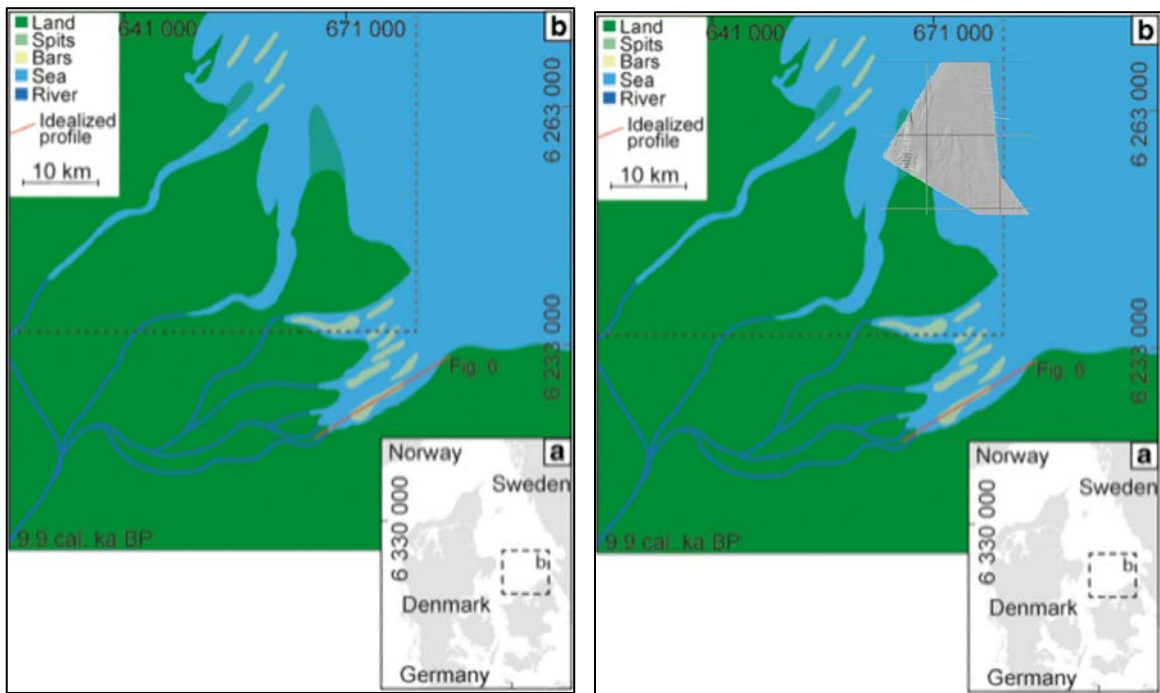 Land
Spits
Bars
Sea
River
Idealized
profile
10 km
641 000
671 000
b
6 263 000
6 233 000
Fig. 6
9.9 cal. ka BP
a
Norway
Sweden
6 330 000
b
Denmark
Germany
Land
Spits
Bars
Sea
River
Idealized
profile
10 km
641 000
671 000
b
6 263 000
6 233 000
Fig. 6
9.9 cal. ka BP
a
Norway
Sweden
6 330 000
b
Denmark
Germany